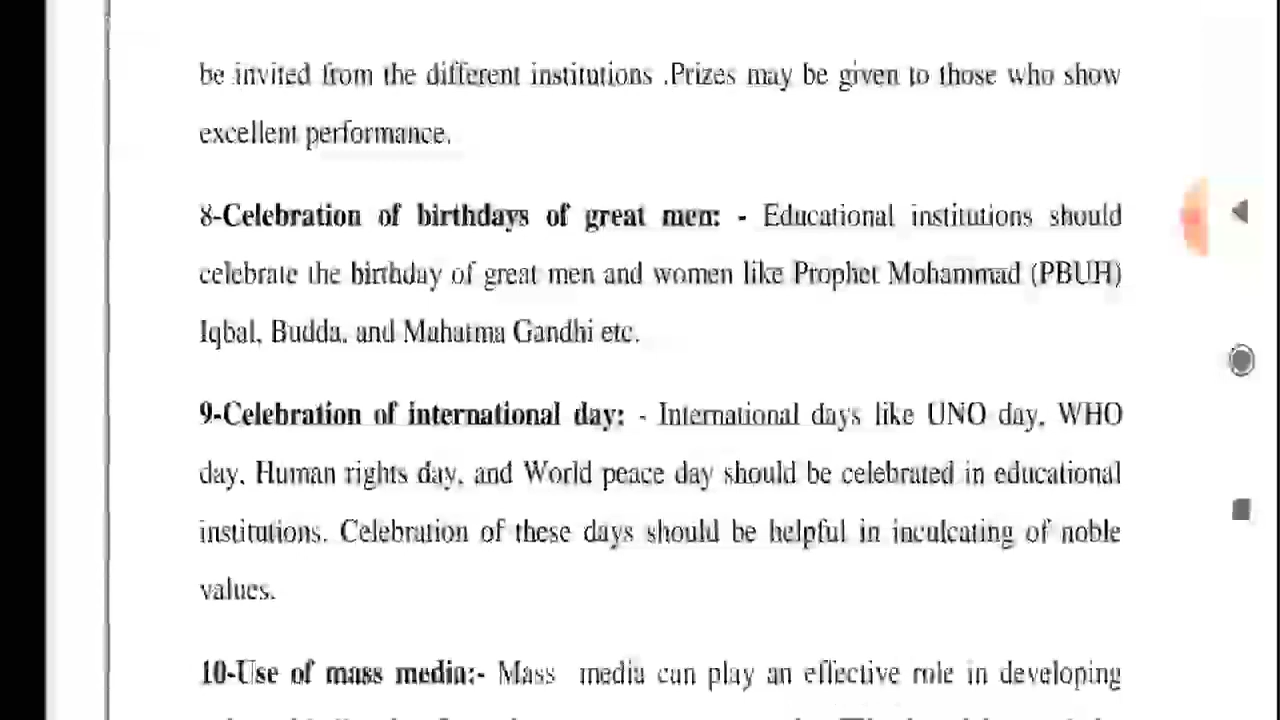 be invited from the different institutions .Prizes may be given to those who show
excellent performance.
8-Celebration of birthdays of great men: - Educational institutions should
celebrate the birthday of great men and women like Prophet Mohammad (PBUH)
Iqbal, Budda, and Mahatma Gandhi etc.
9-Celebration of international day: - International days like UNO day, WHO
day, Human rights day, and World peace day should be celebrated in educational
institutions. Celebration of these days should be helpful in inculcating of noble
values.
10-Use of mass media:- Mass media can play an effective role in developing